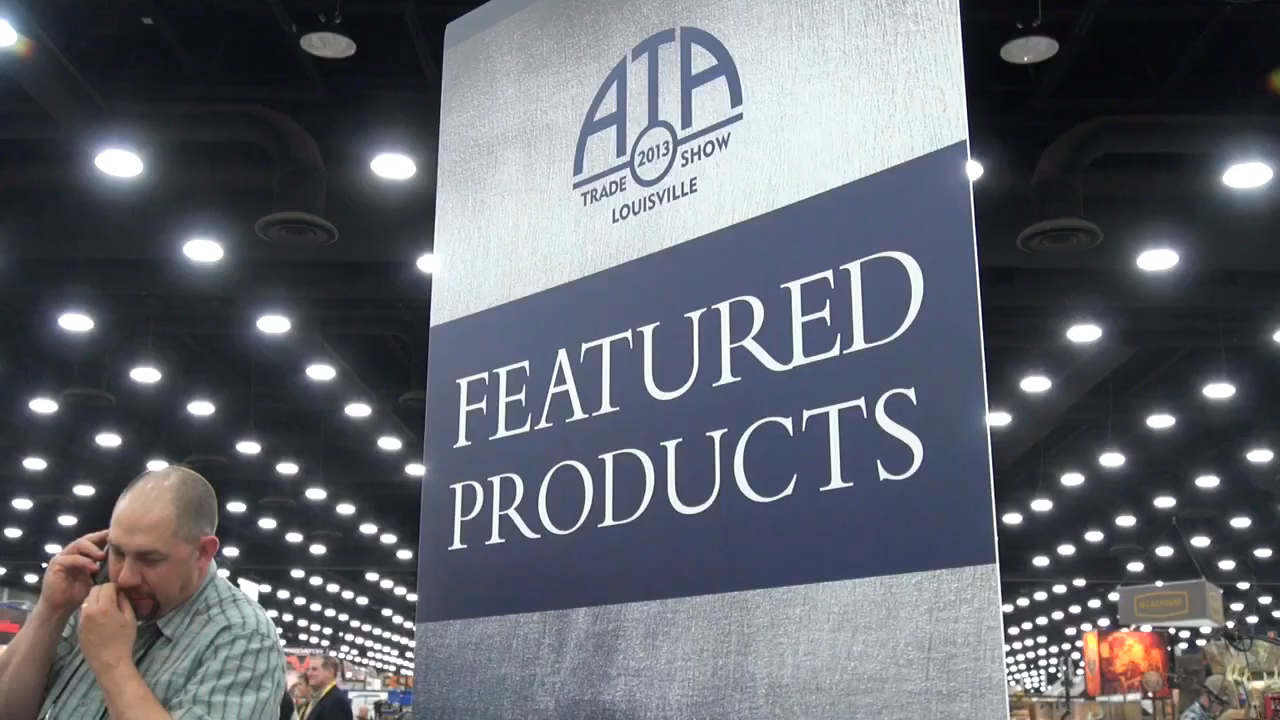 ATA
2013
TRADE SHOW
LOUISVILLE
FEATURED
PRODUCTS